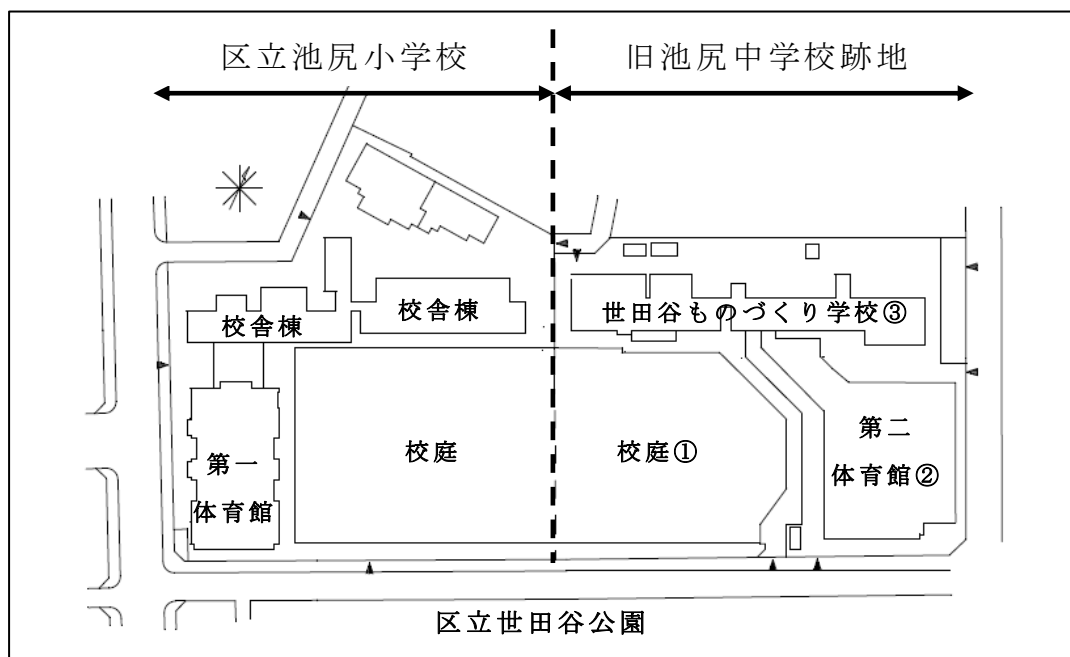 区立池尻小学校
旧池尻中学校跡地
校舎棟
校舎棟
世田谷ものづくり学校③
校庭
校庭①
第一
体育館
第二
体育館②
区立世田谷公園